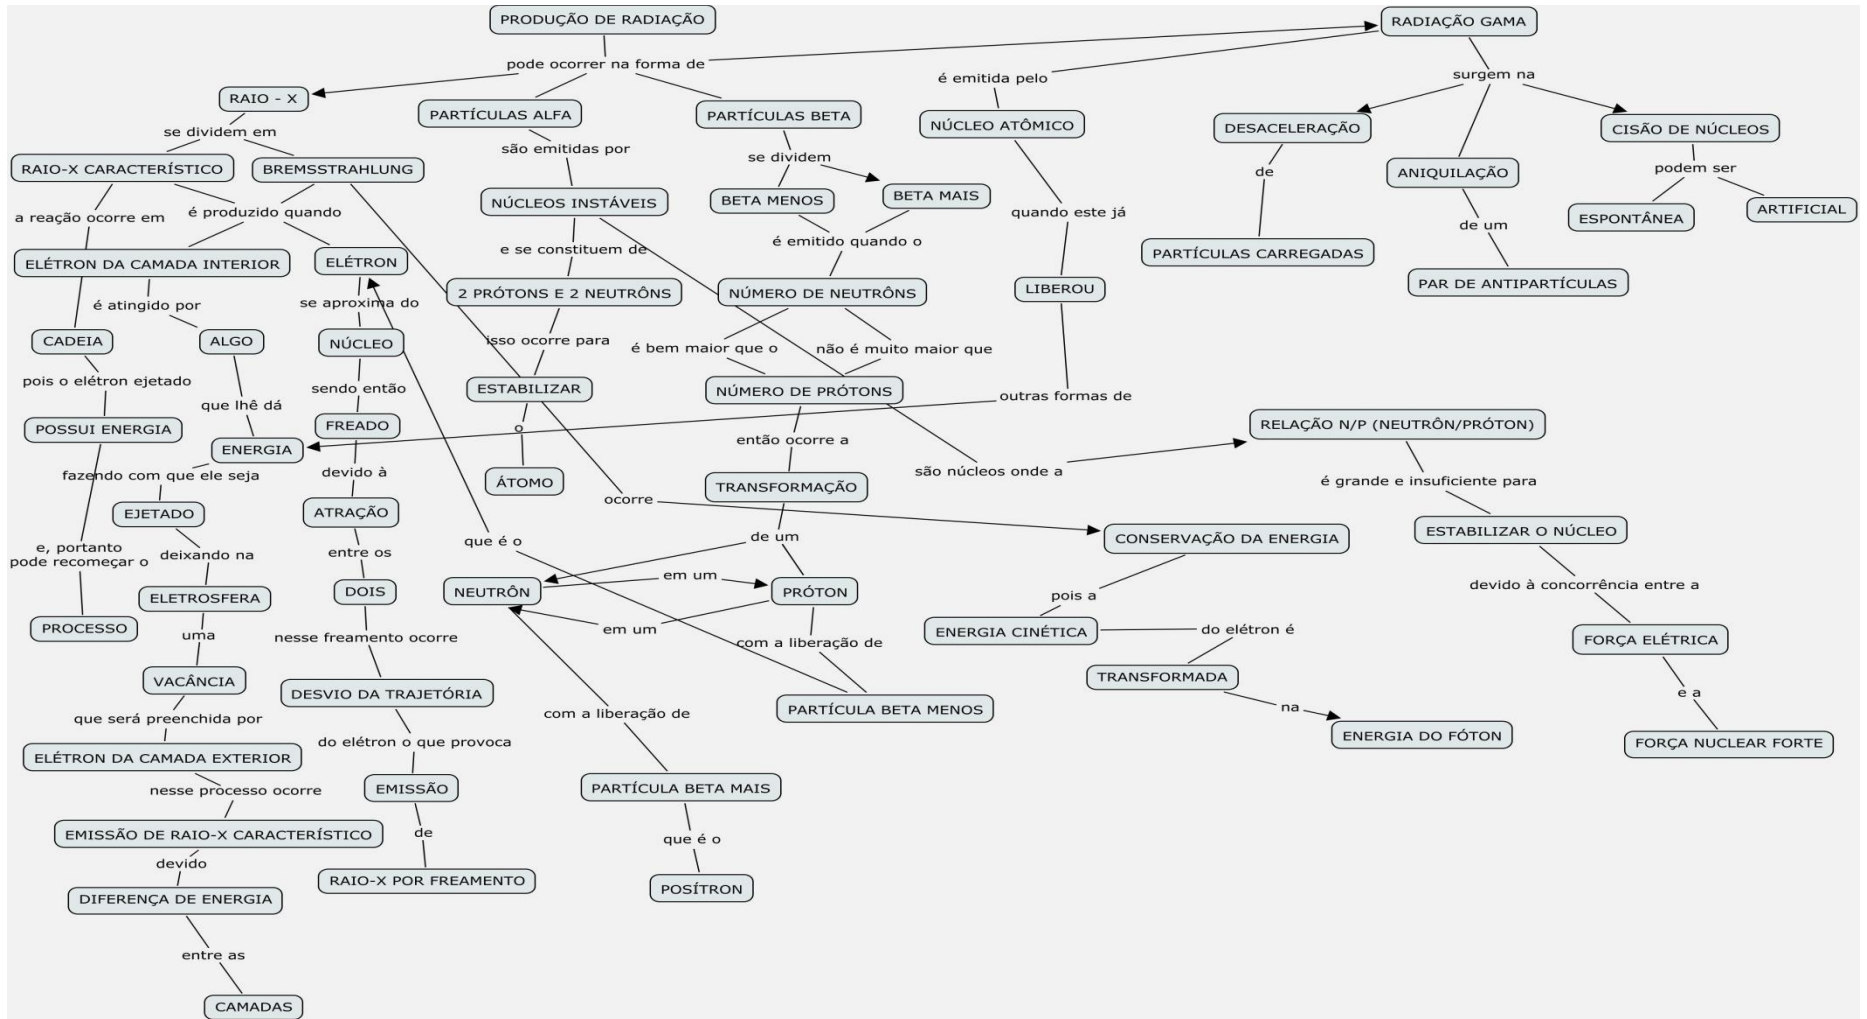 PRODUÇÃO DE RADIAÇÃO
RADIAÇÃO GAMA
pode ocorrer na forma de
é emitida pelo
surgem na
RAIO - X
PARTÍCULAS ALFA
PARTÍCULAS BETA
NÚCLEO ATÔMICO
DESACELERAÇÃO
CISÃO DE NÚCLEOS
se dividem em
são emitidas por
se dividem
de
podem ser
RAIO-X CARACTERÍSTICO
BREMSSTRAHLUNG
ANIQUILAÇÃO
NÚCLEOS INSTÁVEIS
BETA MENOS
BETA MAIS
ESPONTÂNEA
ARTIFICIAL
a reação ocorre em
é produzido quando
quando este já
de um
e se constituem de
é emitido quando o
PARTÍCULAS CARREGADAS
ELÉTRON DA CAMADA INTERIOR
ELÉTRON
2 PRÓTONS E 2 NEUTRÔNS
NÚMERO DE NEUTRÔNS
LIBEROU
PAR DE ANTIPARTÍCULAS
é atingido por
se aproxima do
CADEIA
ALGO
NÚCLEO
isso ocorre para
é bem maior que o
não é muito maior que
pois o elétron ejetado
sendo então
ESTABILIZAR
NÚMERO DE PRÓTONS
outras formas de
que lhê dá
POSSUI ENERGIA
FREADO
o
RELAÇÃO N/P (NEUTRÔN/PRÓTON)
ENERGIA
então ocorre a
fazendo com que ele seja
devido à
ÁTOMO
TRANSFORMAÇÃO
são núcleos onde a
é grande e insuficiente para
ocorre
EJETADO
ATRAÇÃO
ESTABILIZAR O NÚCLEO
e, portanto
pode recomeçar o
deixando na
entre os
que é o
de um
CONSERVAÇÃO DA ENERGIA
ELETROSFERA
DOIS
NEUTRÔN
em um
PRÓTON
pois a
devido à concorrência entre a
PROCESSO
uma
nesse freamento ocorre
em um
com a liberação de
ENERGIA CINÉTICA
do elétron é
FORÇA ELÉTRICA
VACÂNCIA
DESVIO DA TRAJETÓRIA
TRANSFORMADA
e a
que será preenchida por
com a liberação de
PARTÍCULA BETA MENOS
na
do elétron o que provoca
ENERGIA DO FÓTON
FORÇA NUCLEAR FORTE
ELÉTRON DA CAMADA EXTERIOR
nesse processo ocorre
EMISSÃO
PARTÍCULA BETA MAIS
EMISSÃO DE RAIO-X CARACTERÍSTICO
de
que é o
devido
RAIO-X POR FREAMENTO
POSÍTRON
DIFERENÇA DE ENERGIA
entre as
CAMADAS